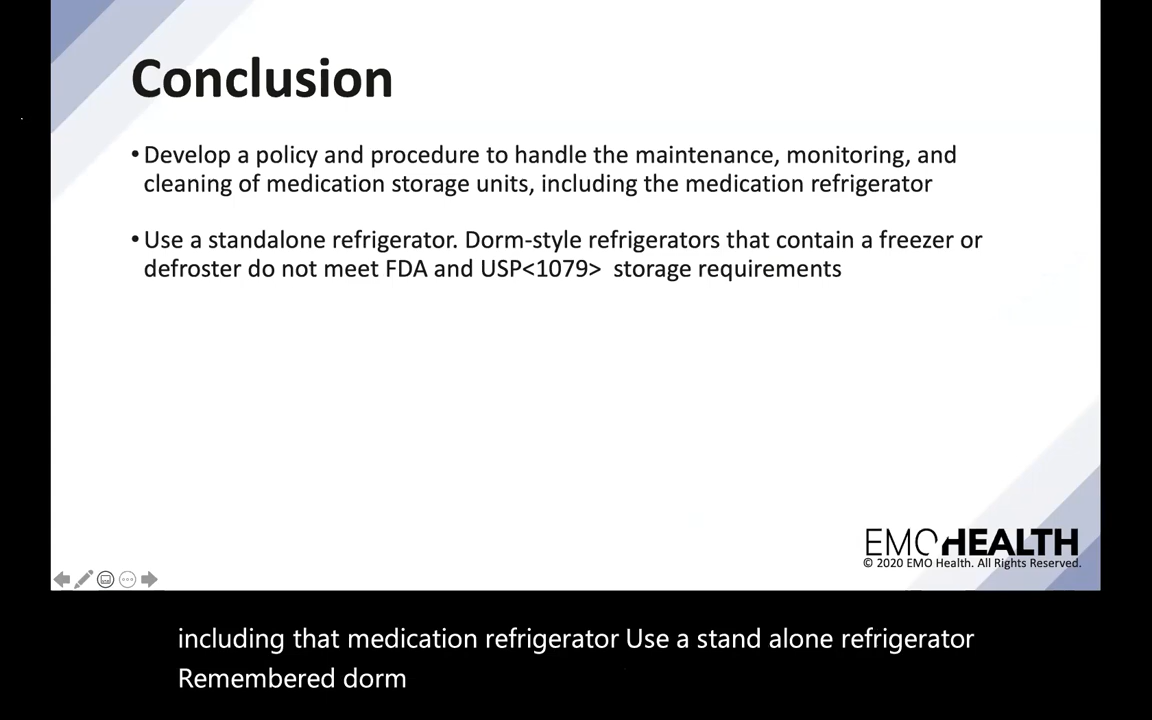 Conclusion
•Develop a policy and procedure to handle the maintenance, monitoring, and
cleaning of medication storage units, including the medication refrigerator
•Use a standalone refrigerator. Dorm-style refrigerators that contain a freezer or
defroster do not meet FDA and USP<1079>  storage requirements
EMOHEALTH
© 2020 EMO Health. All Rights Reserved.
including that medication refrigerator Use a stand alone refrigerator
Remembered dorm